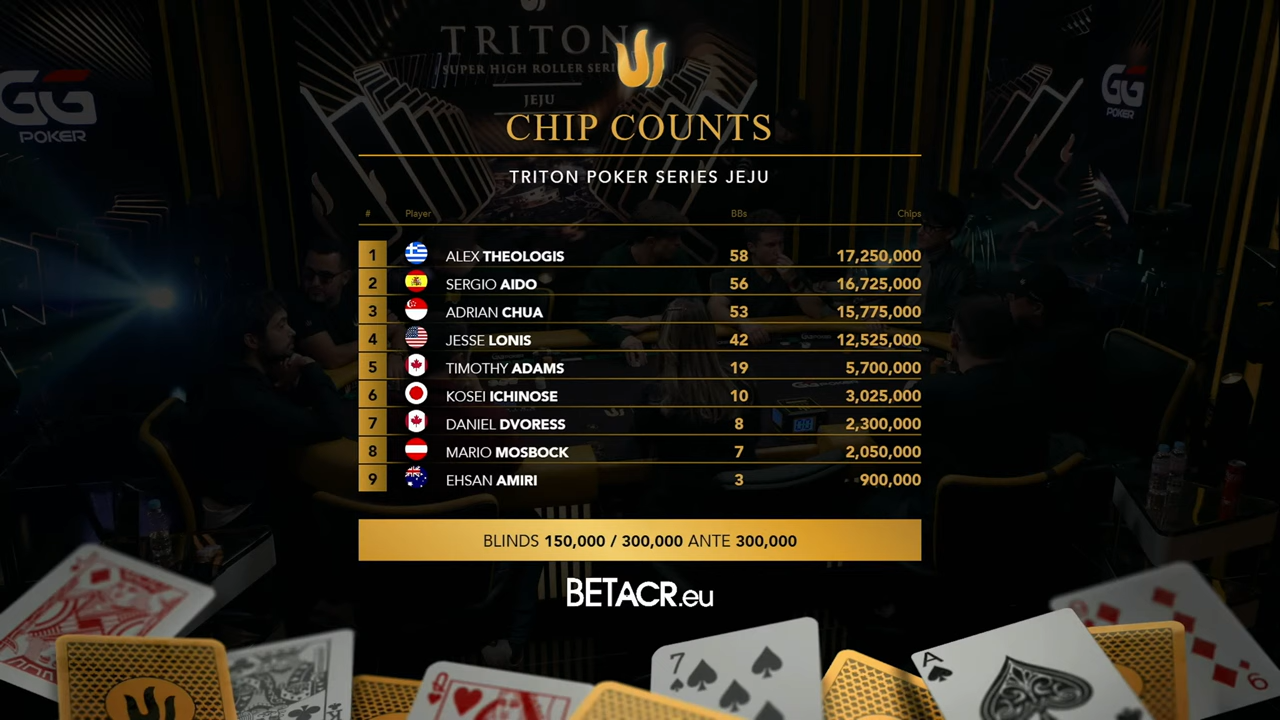 TRITON
SUPER HIGH ROLLER SERI
JEJU
GG
POKER
GG
POKER
CHIP COUNTS
TRITON POKER SERIES JEJU
# Player BBs Chips
1 ALEX THEOLOGIS 58 17,250,000
2 SERGIO AIDO 56 16,725,000
3 ADRIAN CHUA 53 15,775,000
4 JESSE LONIS 42 12,525,000
5 TIMOTHY ADAMS 19 5,700,000
6 KOSEI ICHINOSE 10 3,025,000
7 DANIEL DVORESS 8 2,300,000
8 MARIO MOSBOCK 7 2,050,000
9 EHSAN AMIRI 3 900,000
BLINDS 150,000 / 300,000 ANTE 300,000
BETACR.eu
7
A
9